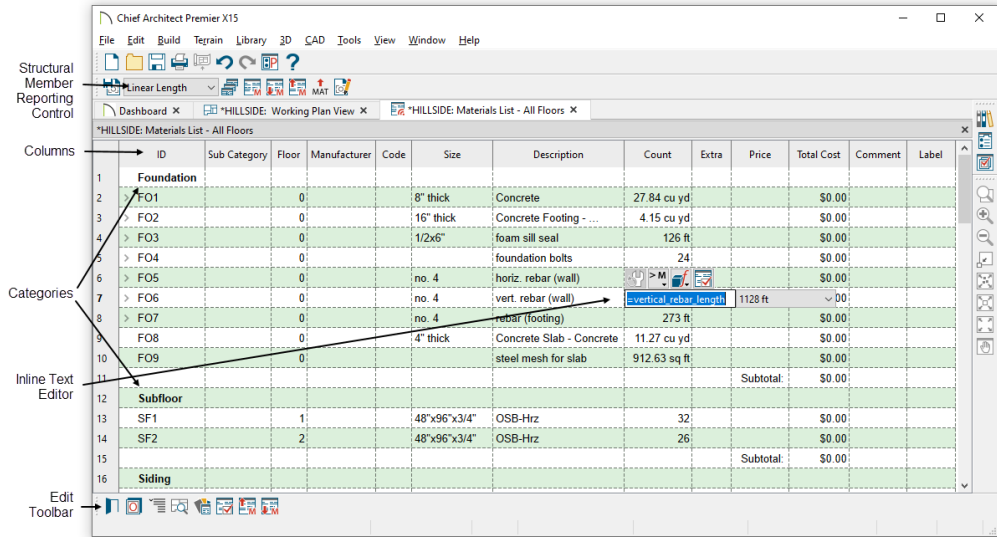 Chief Architect Premier X15
File Edit Build Terrain Library 3D CAD Tools View Window Help
Structural
Member
Reporting
Control
Linear Length
MAT
Dashboard × *HILLSIDE: Working Plan View × *HILLSIDE: Materials List - All Floors ×
*HILLSIDE: Materials List - All Floors
Columns
ID Sub Category Floor Manufacturer Code Size Description Count Extra Price Total Cost Comment Label
1 Foundation
2 > FO1 0 8" thick Concrete 27.84 cu yd $0.00
3 > FO2 0 16" thick Concrete Footing - ... 4.15 cu yd $0.00
4 > FO3 0 1/2x6" foam sill seal 126 ft $0.00
5 > FO4 0 foundation bolts 24 $0.00
6 > FO5 0 no. 4 horiz. rebar (wall) > M $0.00
Categories
7 > FO6 0 no. 4 vert. rebar (wall) =vertical_rebar_length 1128 ft 00
8 > FO7 0 no. 4 rebar (footing) 273 ft $0.00
9 FO8 0 4" thick Concrete Slab - Concrete 11.27 cu yd $0.00
10 FO9 0 steel mesh for slab 912.63 sq ft $0.00
Inline Text
Editor
11 Subtotal: $0.00
12 Subfloor
13 SF1 1 48"x96"x3/4" OSB-Hrz 32 $0.00
14 SF2 2 48"x96"x3/4" OSB-Hrz 26 $0.00
15 Subtotal: $0.00
16 Siding
Edit
Toolbar